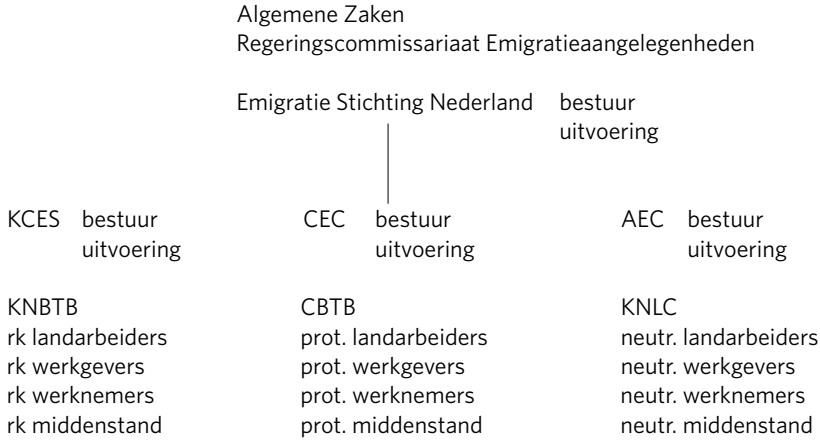 Algemene Zaken
Regeringscommissariaat Emigratieaangelegenheden
Emigratie Stichting Nederland bestuur
uitvoering
KCES bestuur
uitvoering
CEC bestuur
uitvoering
AEC bestuur
uitvoering
KNBTB
rk landarbeiders
rk werkgevers
rk werknemers
rk middenstand
CBTB
prot. landarbeiders
prot. werkgevers
prot. werknemers
prot. middenstand
KNLC
neutr. landarbeiders
neutr. werkgevers
neutr. werknemers
neutr. middenstand